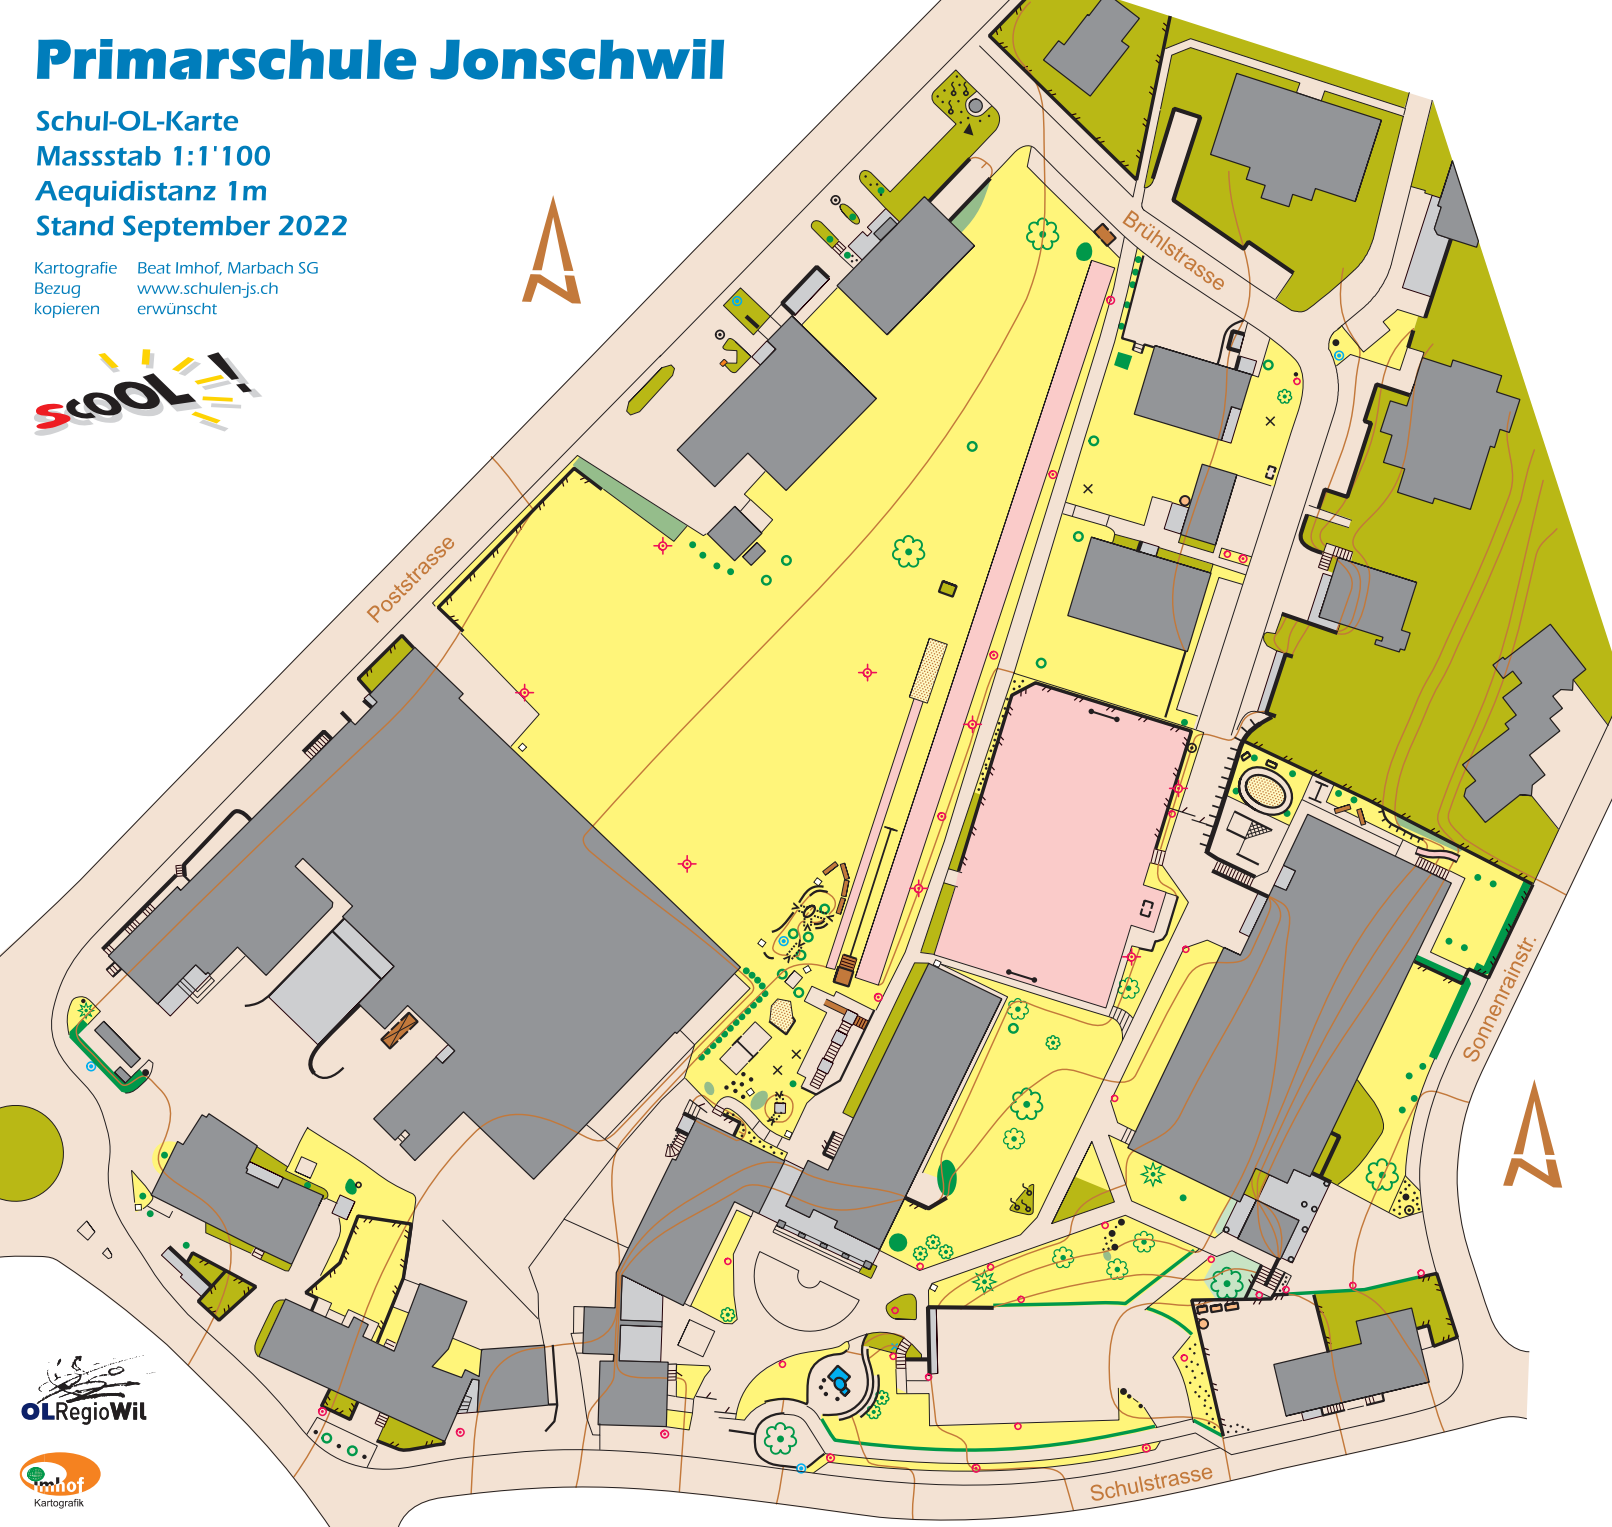 Primarschule Jonschwil
Schul-OL-Karte
Massstab 1:1'100
Aequidistanz 1m
Stand September 2022
Kartografie Beat Imhof, Marbach SG
Bezug www.schulen-js.ch
kopieren erwünscht
sCOOL!
N
Brühlstrasse
Poststrasse
Sonnenrainstr.
N
OLRegioWil
imhof
Kartografik
Schulstrasse